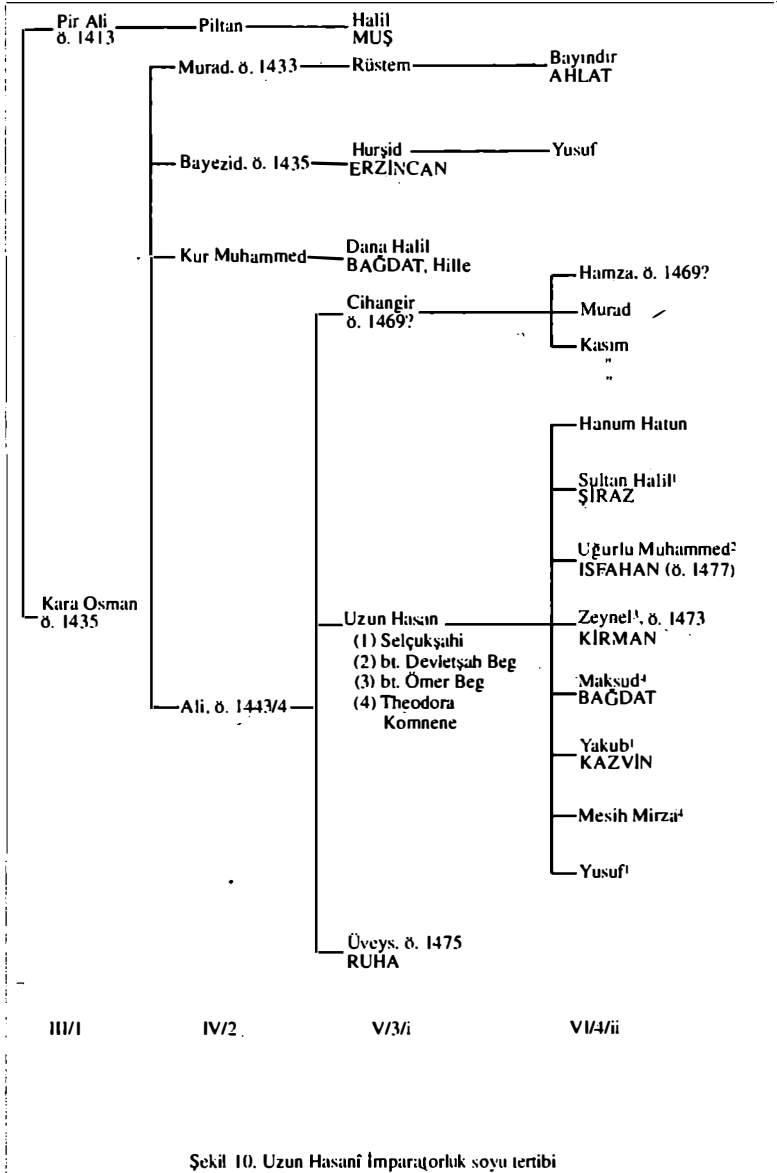 Pir Ali
ö. 1413
Piltan
Halil
MUŞ
Murad. ö. 1433
Rüstem
Bayındır
AHLAT
Bayezid. ö. 1435
Hurşid
ERZİNCAN
Yusuf
Kur Muhammed
Dana Halil
BAĞDAT, Hille
Cihangir
ö. 1469?
Hamza. ö. 1469?
Murad
Kasım
"
"
Hanum Hatun
Sultan Halil¹
ŞİRAZ
Uğurlu Muhammed²
ISFAHAN (ö. 1477)
Kara Osman
ö. 1435
Uzun Hasan
(1) Selçukşahi
(2) bt. Devletşah Beg
(3) bt. Ömer Beg
(4) Theodora
Komnene
Zeynel³, ö. 1473
KİRMAN
Ali. ö. 1443/4
Maksud⁴
BAĞDAT
Yakub¹
KAZVİN
Mesih Mirza⁴
Yusuf¹
Üveys. ö. 1475
RUHA
III/1 IV/2 V/3/i VI/4/ii
Şekil 10. Uzun Hasanî İmparatorluk soyu tertibi